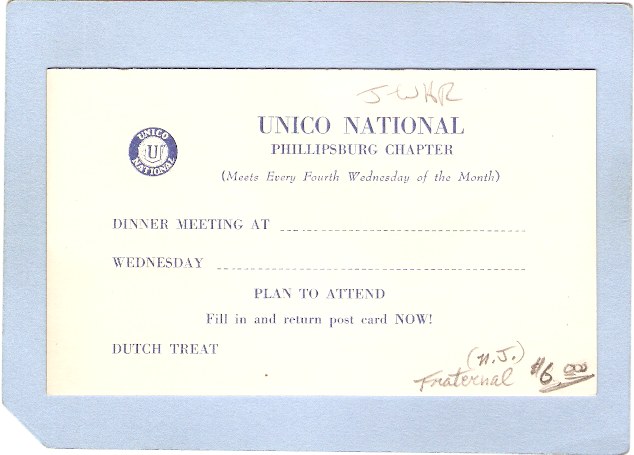 J-WKR
UNICO NATIONAL
PHILLIPSBURG CHAPTER
(Meets Every Fourth Wednesday of the Month)
UNICO
U
NATIONAL
DINNER MEETING AT
WEDNESDAY
PLAN TO ATTEND
Fill in and return post card NOW!
DUTCH TREAT
(N.J.)
Fraternal $6.00